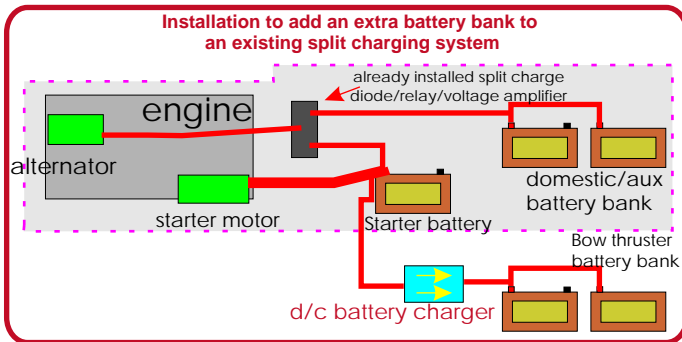 Installation to add an extra battery bank to
an existing split charging system
already installed split charge
diode/relay/voltage amplifier
engine
alternator
starter motor
Starter battery
domestic/aux
battery bank
Bow thruster
battery bank
d/c battery charger